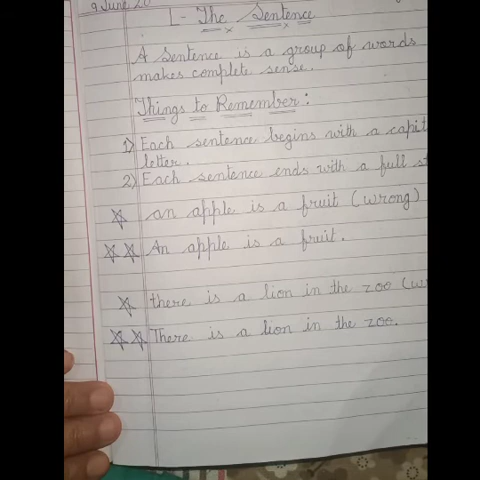 9 June 20
L- The Sentence
A Sentence is a group of words
makes complete sense.
Things to Remember:
1) Each sentence begins with a capit
letter.
2) Each sentence ends with a full st
an apple is a fruit (wrong)
An apple is a fruit.
there is a lion in the zoo (w
There is a lion in the zoo.